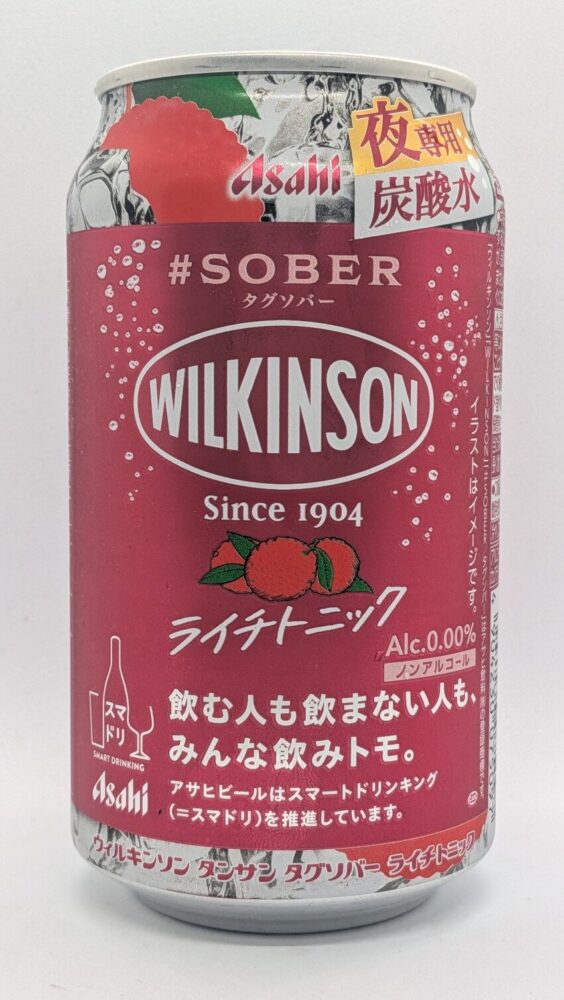 Asahi
夜専用
炭酸水
#SOBER
タグソバー
WILKINSON
Since 1904
ライチトニック
Alc.0.00%
ノンアルコール
イラストはイメージです。
スマ
ドリ
SMART DRINKING
Asahi
飲む人も飲まない人も、
みんな飲みトモ。
アサヒビールはスマートドリンキング
(=スマドリ)を推進しています。
ウィルキンソン タンサン タグソバー ライチトニック